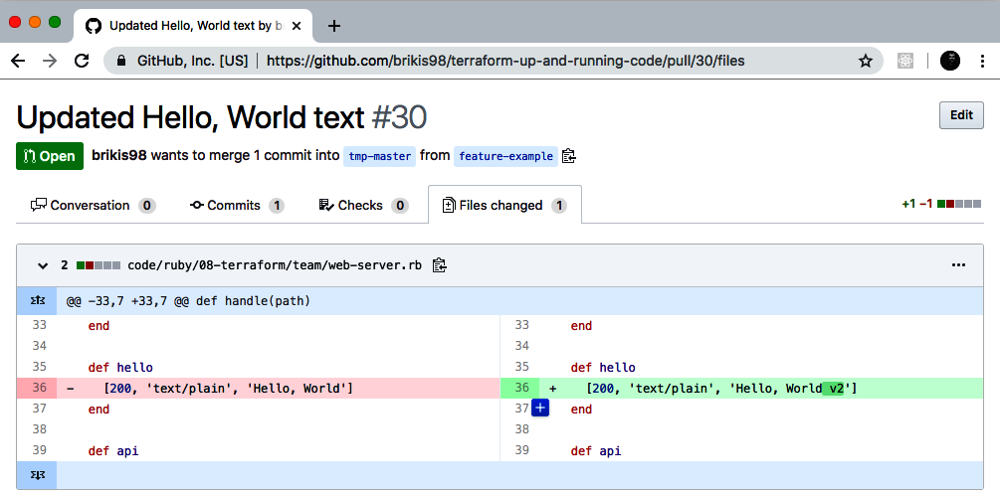 Updated Hello, World text by b
GitHub, Inc. [US] | https://github.com/brikis98/terraform-up-and-running-code/pull/30/files
Updated Hello, World text #30
Edit
Open brikis98 wants to merge 1 commit into tmp-master from feature-example
Conversation 0 Commits 1 Checks 0 Files changed 1 +1 −1
2 code/ruby/08-terraform/team/web-server.rb
@@ -33,7 +33,7 @@ def handle(path)
33 end 33 end
34 34
35 def hello 35 def hello
36 - [200, 'text/plain', 'Hello, World'] 36 + [200, 'text/plain', 'Hello, World v2']
37 end 37 end
38 38
39 def api 39 def api